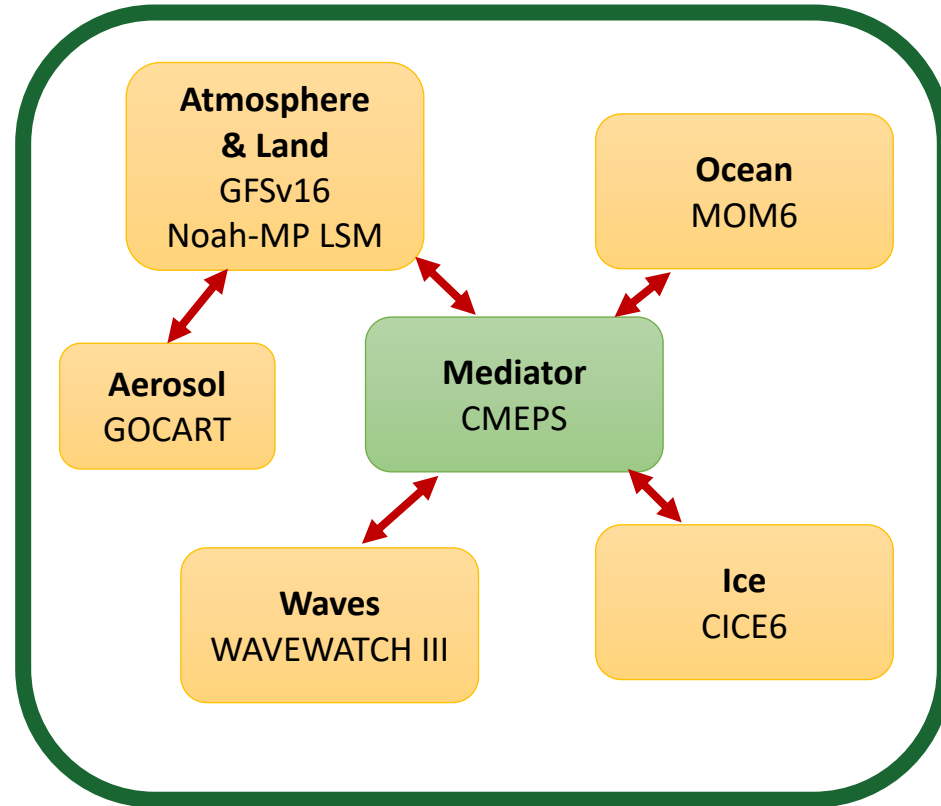 Atmosphere
& Land
GFSv16
Noah-MP LSM
Ocean
MOM6
Aerosol
GOCART
Mediator
CMEPS
Waves
WAVEWATCH III
Ice
CICE6